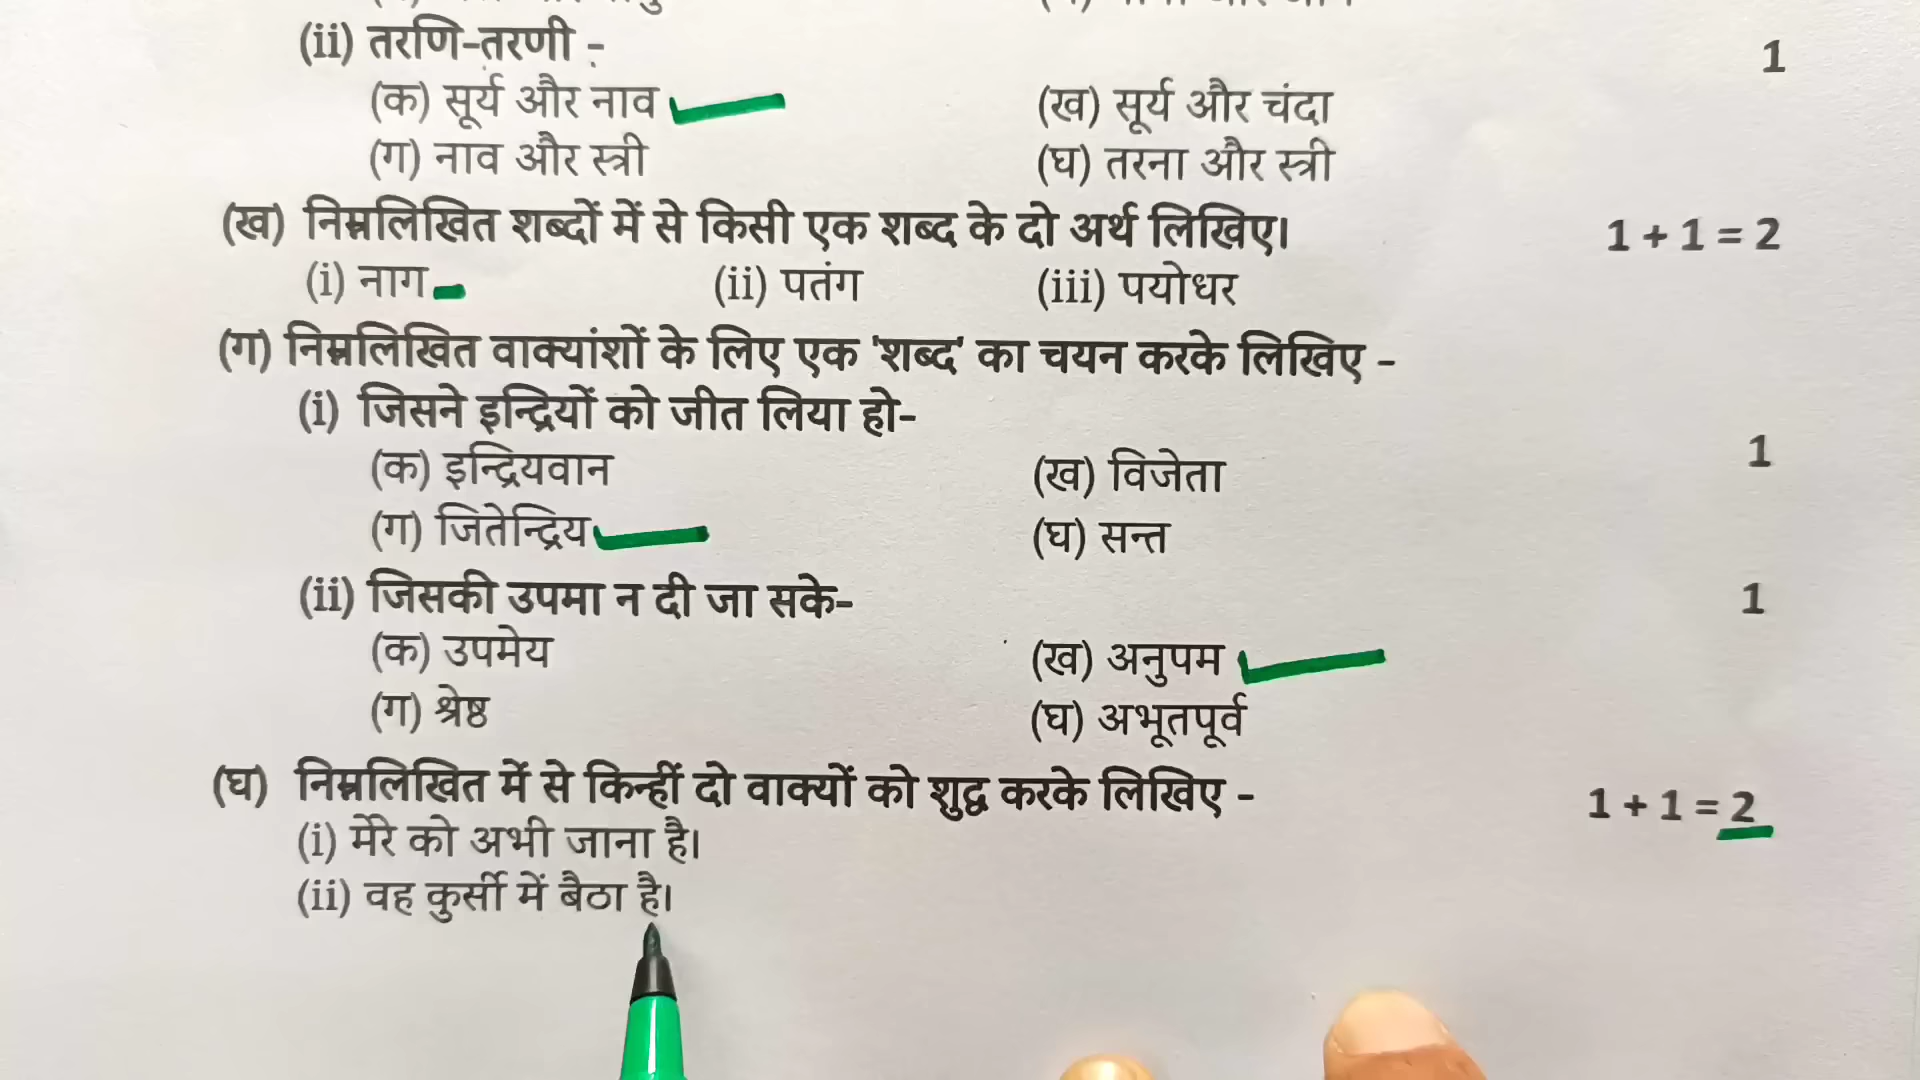 (ii) तरणि-तरणी - 1
(क) सूर्य और नाव (ख) सूर्य और चंदा
(ग) नाव और स्त्री (घ) तरना और स्त्री
(ख) निम्नलिखित शब्दों में से किसी एक शब्द के दो अर्थ लिखिए। 1 + 1 = 2
(i) नाग (ii) पतंग (iii) पयोधर
(ग) निम्नलिखित वाक्यांशों के लिए एक 'शब्द' का चयन करके लिखिए -
(i) जिसने इन्द्रियों को जीत लिया हो- 1
(क) इन्द्रियवान (ख) विजेता
(ग) जितेन्द्रिय (घ) सन्त
(ii) जिसकी उपमा न दी जा सके- 1
(क) उपमेय (ख) अनुपम
(ग) श्रेष्ठ (घ) अभूतपूर्व
(घ) निम्नलिखित में से किन्हीं दो वाक्यों को शुद्ध करके लिखिए - 1 + 1 = 2
(i) मेरे को अभी जाना है।
(ii) वह कुर्सी में बैठा है।